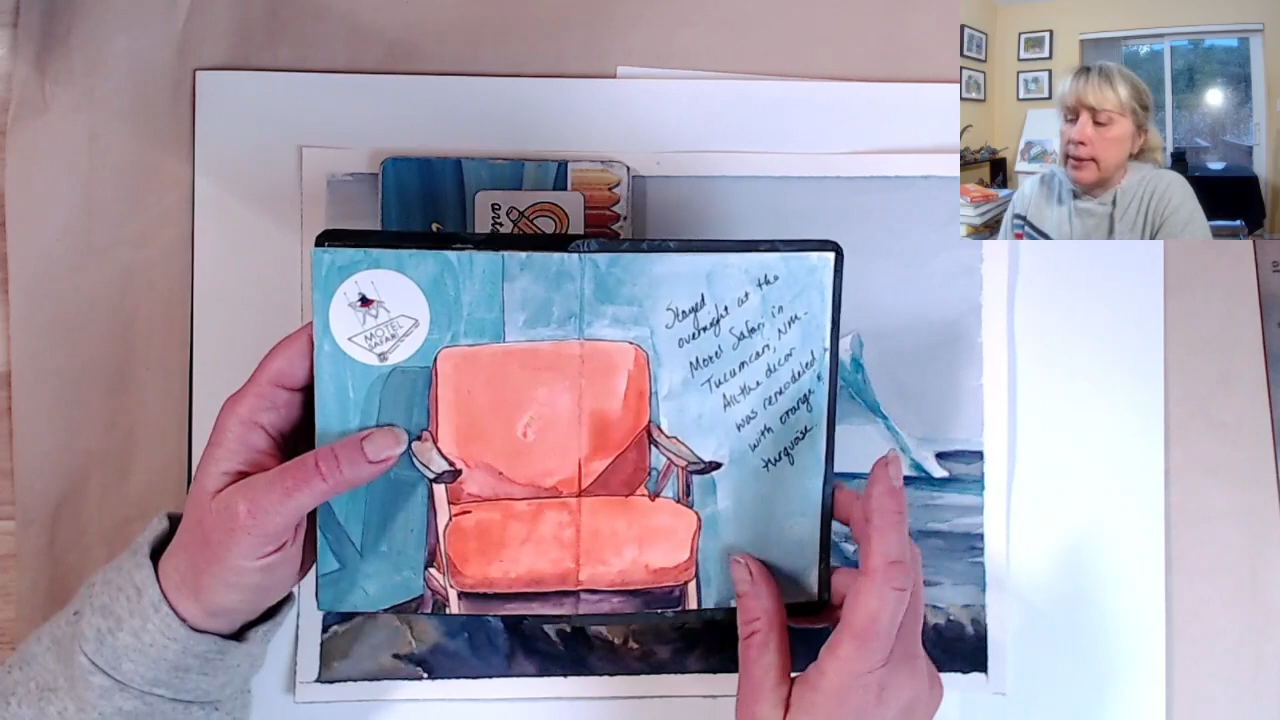 MOTEL
SAFARI
Stayed
overnight at the
Motel Safari in
Tucumcari, NM.
All the decor
was remodeled
with orange &
turquoise.